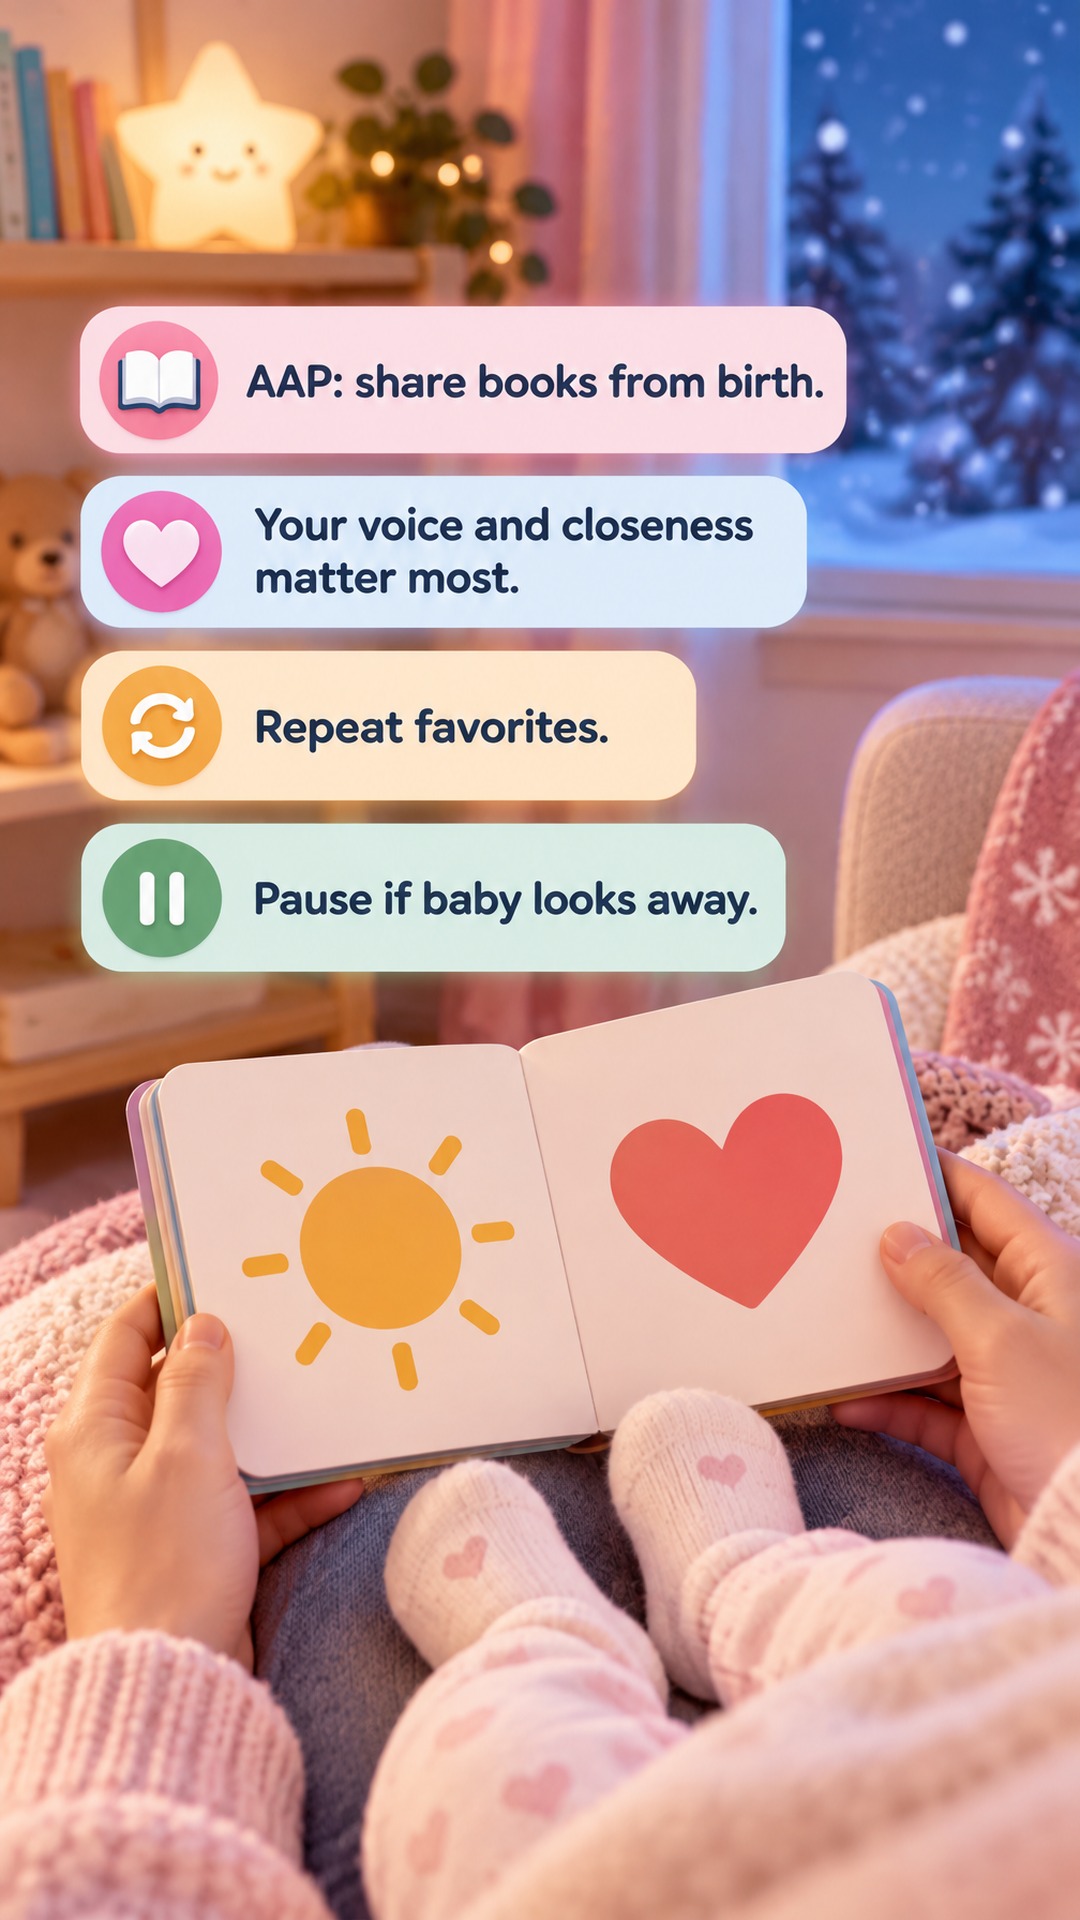 AAP: share books from birth.
Your voice and closeness
matter most.
Repeat favorites.
Pause if baby looks away.